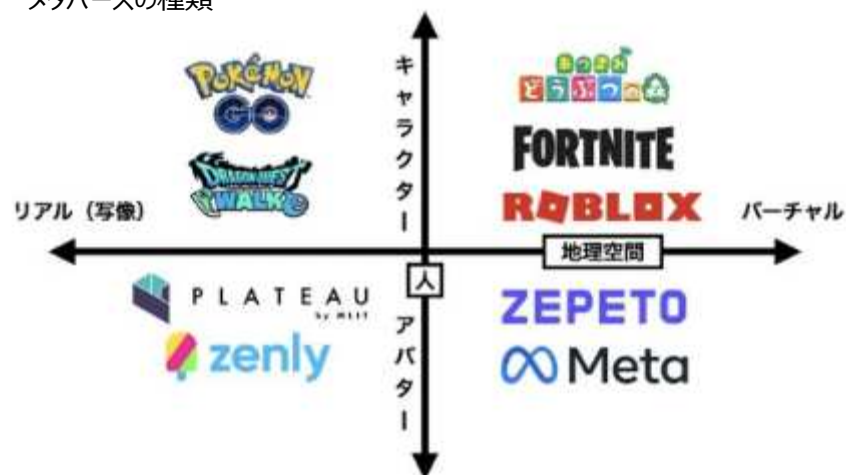 メタバースの種類
キャラクター
Pokémon
GO
DRAGON QUEST
WALK
あつまれ
どうぶつの森
FORTNITE
ROBLOX
リアル（写像）
バーチャル
地理空間
人
アバター
PLATEAU
by MLIT
zenly
ZEPETO
Meta